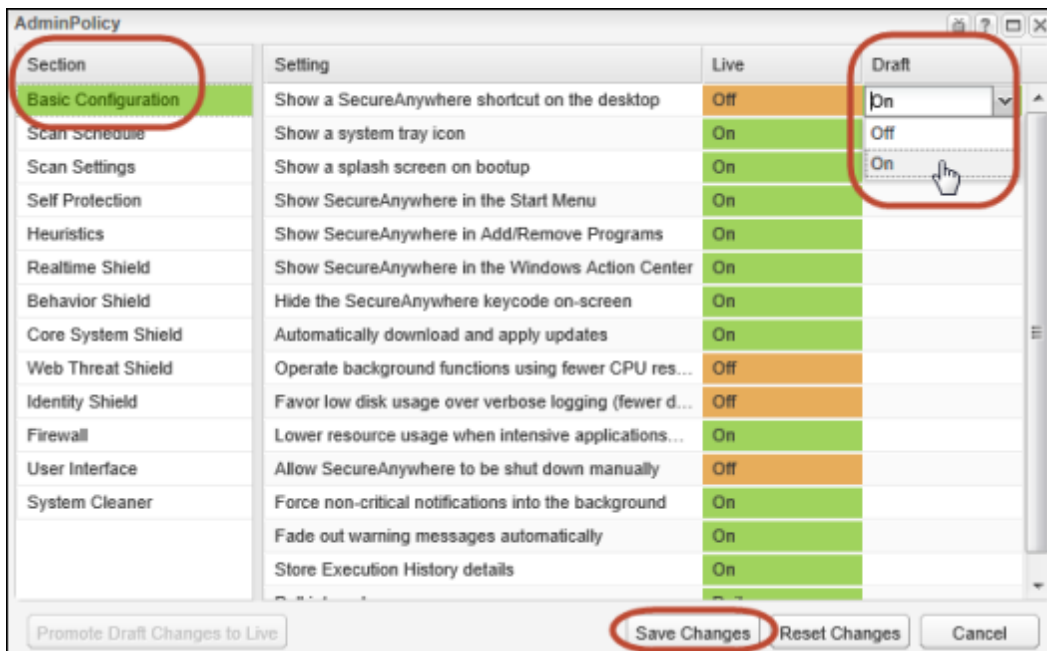 AdminPolicy
Section Setting Live Draft
Basic Configuration Show a SecureAnywhere shortcut on the desktop Off On
Scan Schedule Show a system tray icon On Off
Scan Settings Show a splash screen on bootup On On
Self Protection Show SecureAnywhere in the Start Menu On
Heuristics Show SecureAnywhere in Add/Remove Programs On
Realtime Shield Show SecureAnywhere in the Windows Action Center On
Behavior Shield Hide the SecureAnywhere keycode on-screen On
Core System Shield Automatically download and apply updates On
Web Threat Shield Operate background functions using fewer CPU res... Off
Identity Shield Favor low disk usage over verbose logging (fewer d... Off
Firewall Lower resource usage when intensive applications... On
User Interface Allow SecureAnywhere to be shut down manually Off
System Cleaner Force non-critical notifications into the background On
Fade out warning messages automatically On
Store Execution History details On
Promote Draft Changes to Live Save Changes Reset Changes Cancel